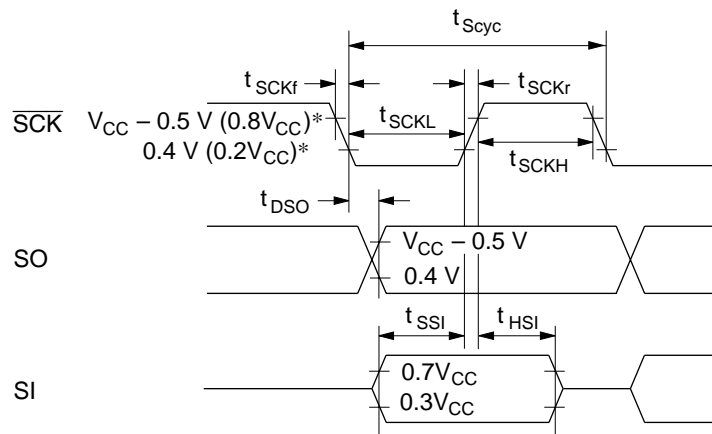 tScyc
tSCKf
tSCKr
SCK
VCC – 0.5 V (0.8VCC)*
tSCKL
0.4 V (0.2VCC)*
tSCKH
tDSO
SO
VCC – 0.5 V
0.4 V
tSSI
tHSI
SI
0.7VCC
0.3VCC